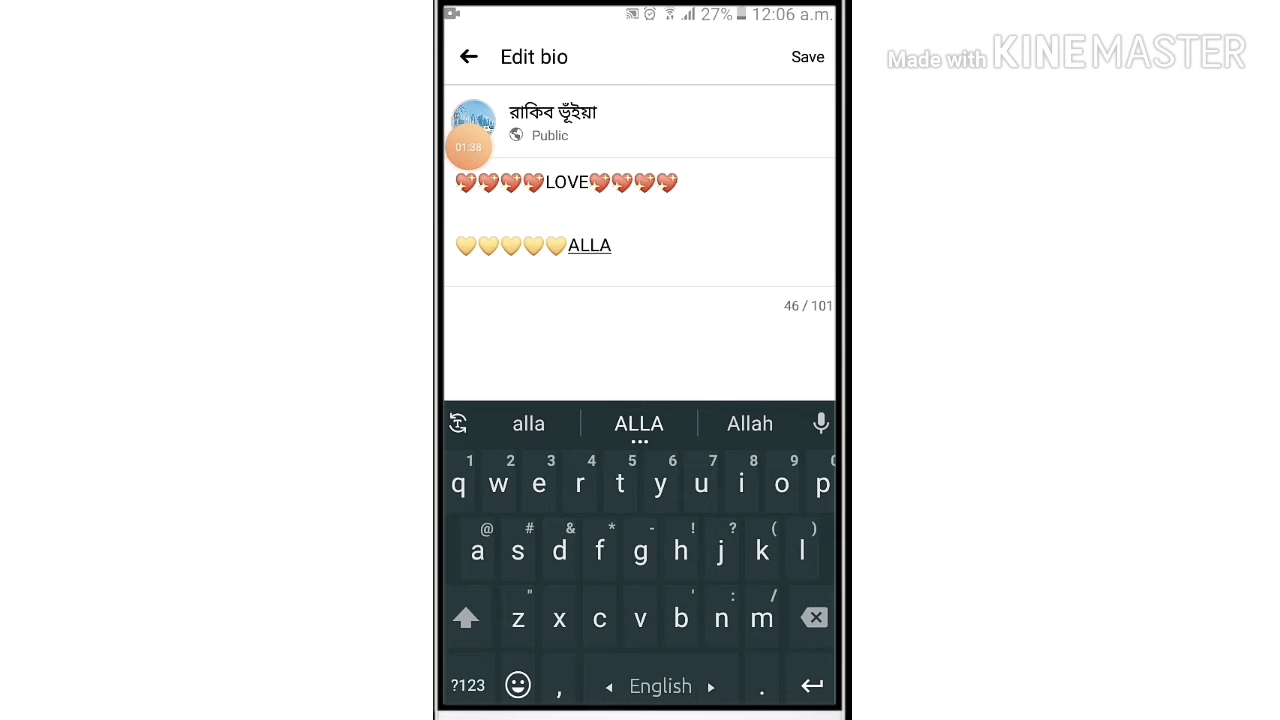 27% 12:06 a.m.
Edit bio Save
Made with KINEMASTER
রাকিব ভূঁইয়া
Public
01:38
💖💖💖💖LOVE💖💖💖💖
💛💛💛💛💛ALLA
46 / 101
alla ALLA Allah
1 2 3 4 5 6 7 8 9 0
q w e r t y u i o p
@ # & * - ! ? ( )
a s d f g h j k l
" ' : /
z x c v b n m
?123 , English .